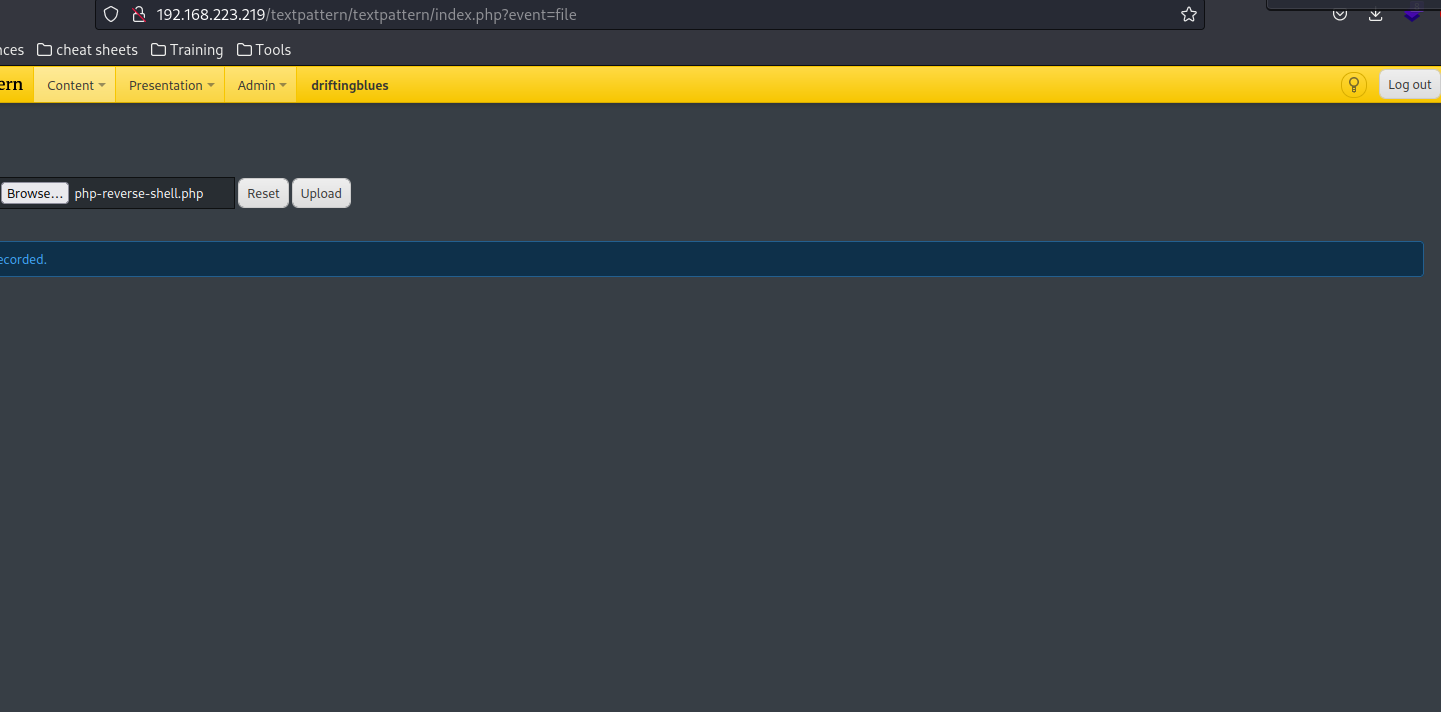 192.168.223.219/textpattern/textpattern/index.php?event=file
nces cheat sheets Training Tools
ern Content Presentation Admin driftingblues Log out
Browse... php-reverse-shell.php Reset Upload
ecorded.